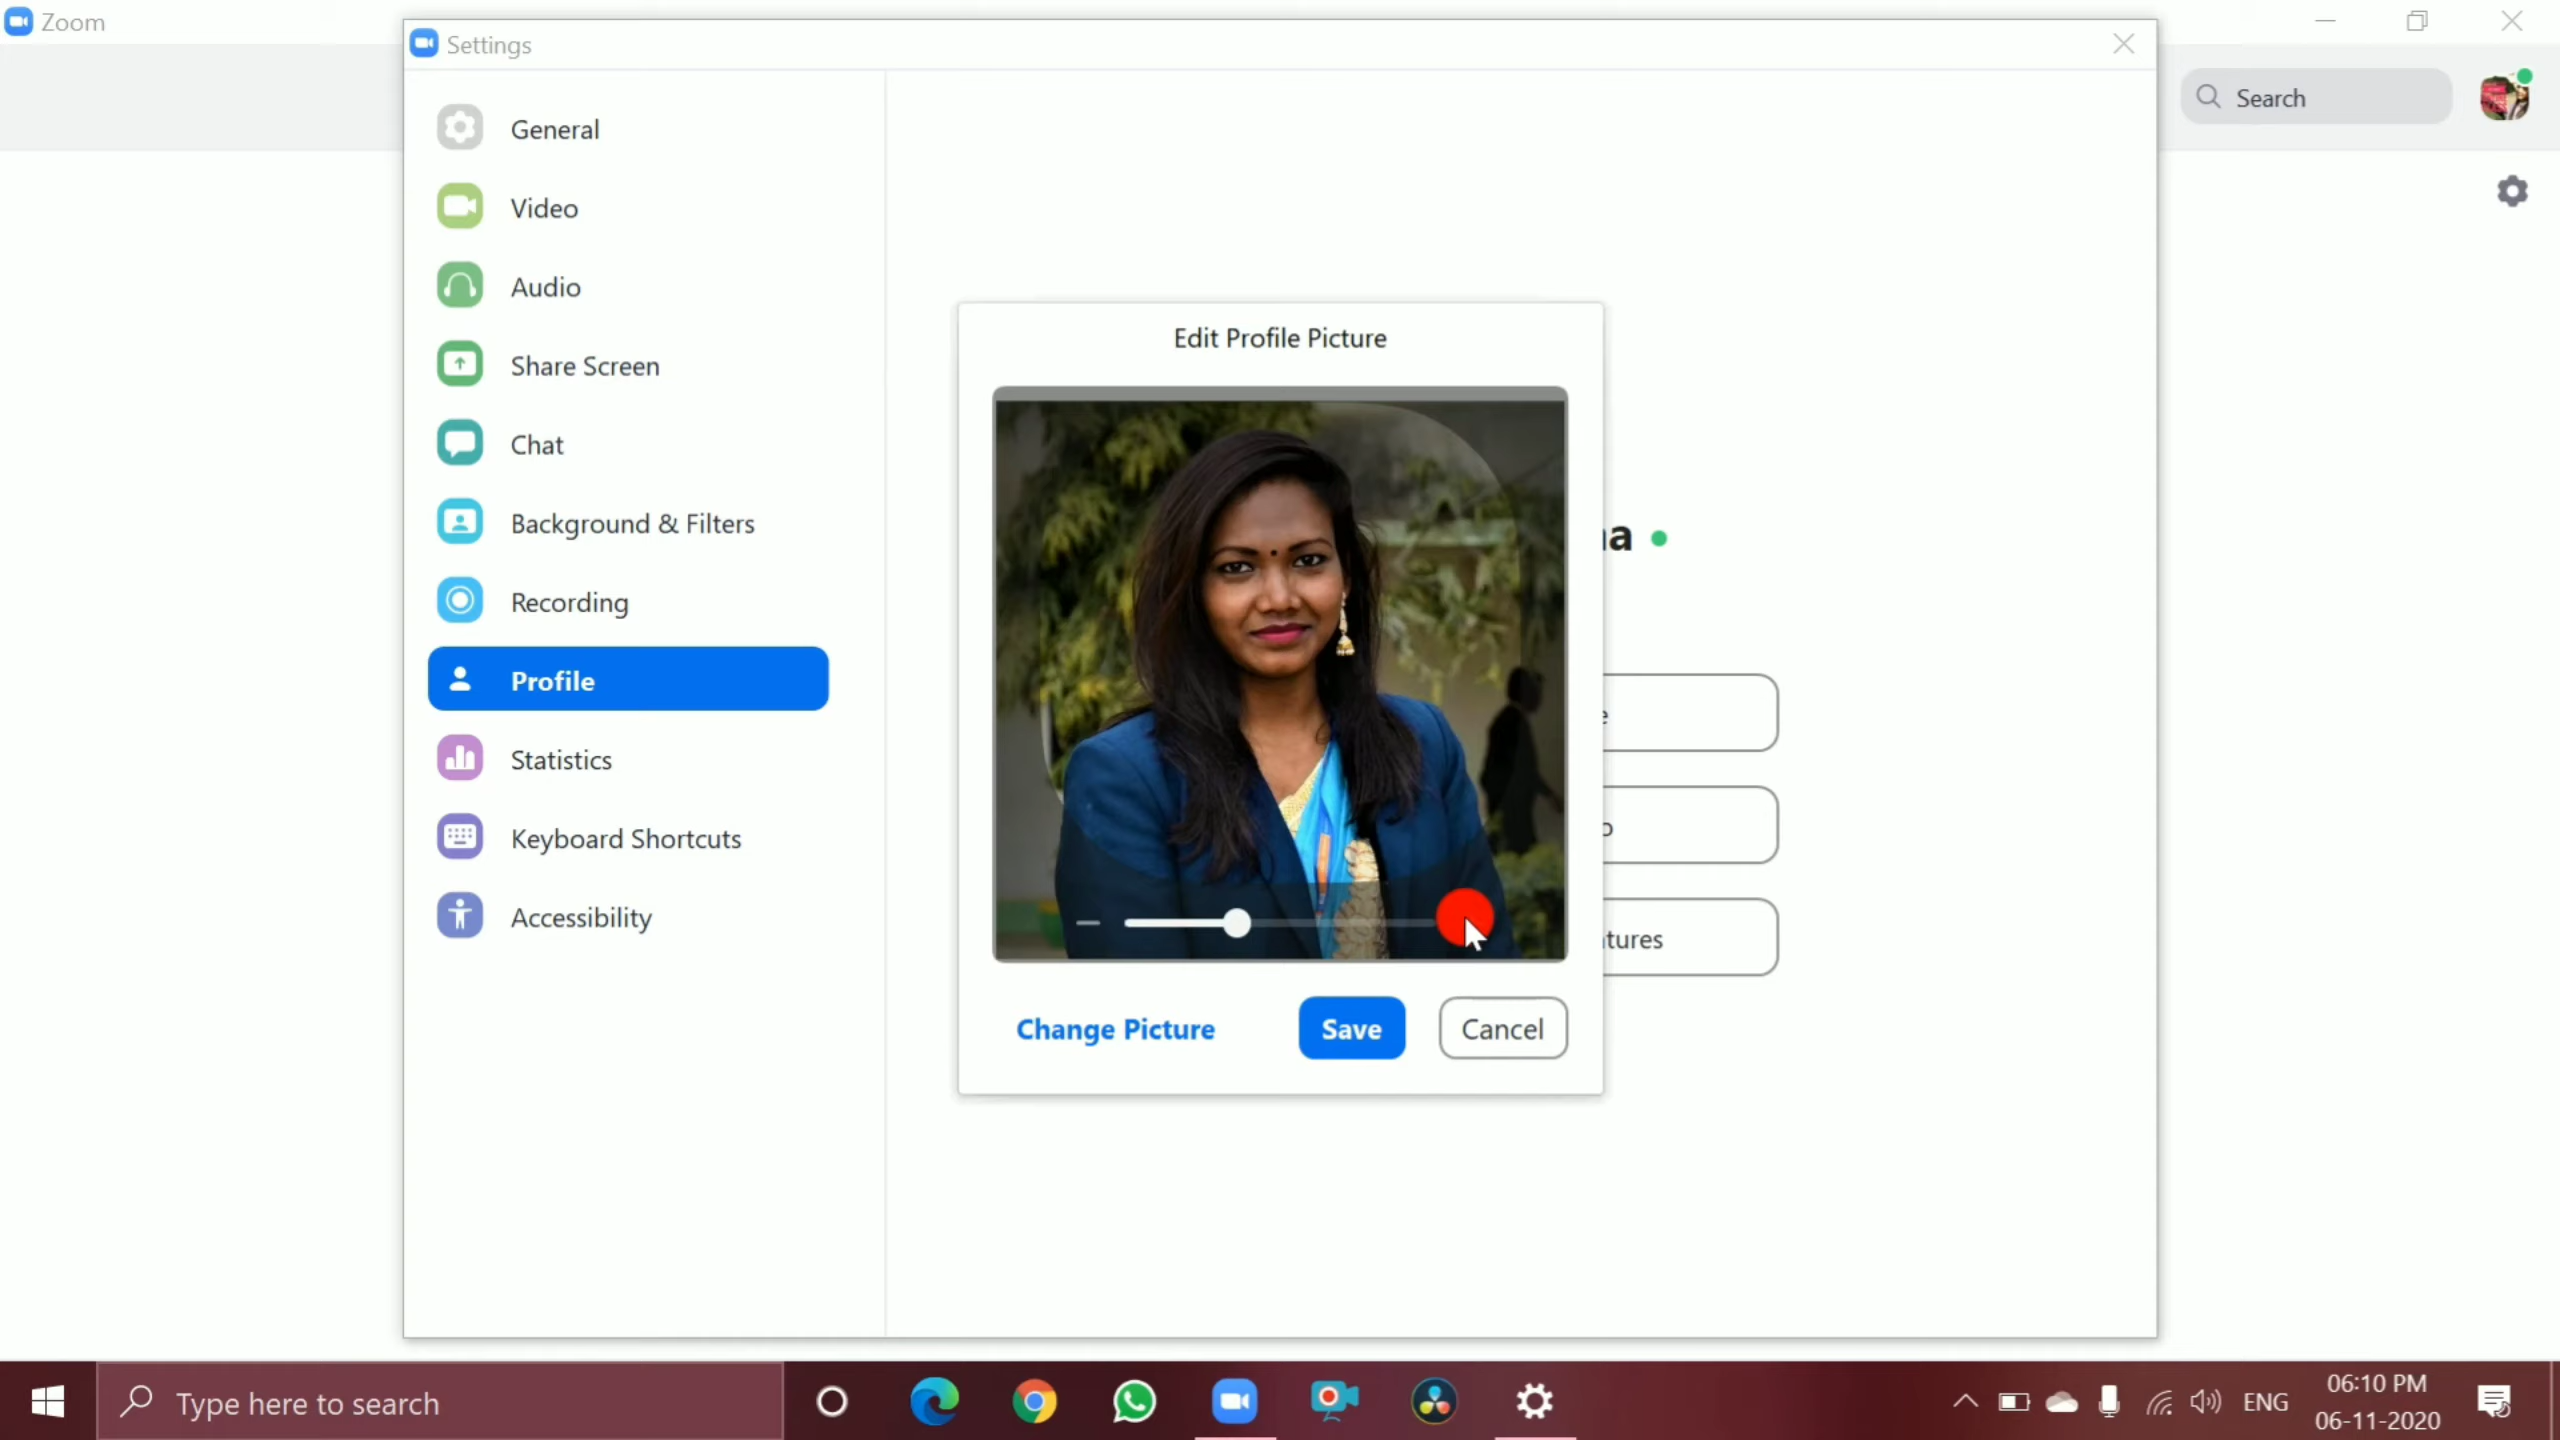 Zoom
Settings
Search
General
Video
Audio
Share Screen
Chat
Background & Filters
Recording
Profile
Statistics
Keyboard Shortcuts
Accessibility
Edit Profile Picture
Change Picture
Save
Cancel
Type here to search
ENG
06:10 PM
06-11-2020